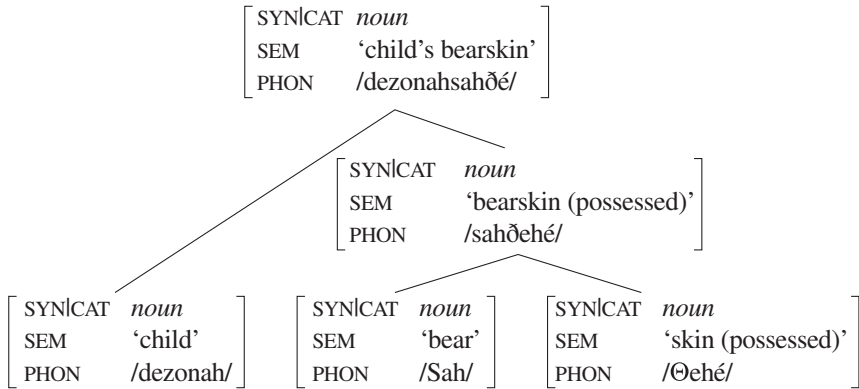 SYN|CAT noun
SEM ‘child’s bearskin’
PHON /dezonahsahðé/
SYN|CAT noun
SEM ‘bearskin (possessed)’
PHON /sahðehé/
SYN|CAT noun
SEM ‘child’
PHON /dezonah/
SYN|CAT noun
SEM ‘bear’
PHON /Sah/
SYN|CAT noun
SEM ‘skin (possessed)’
PHON /Θehé/